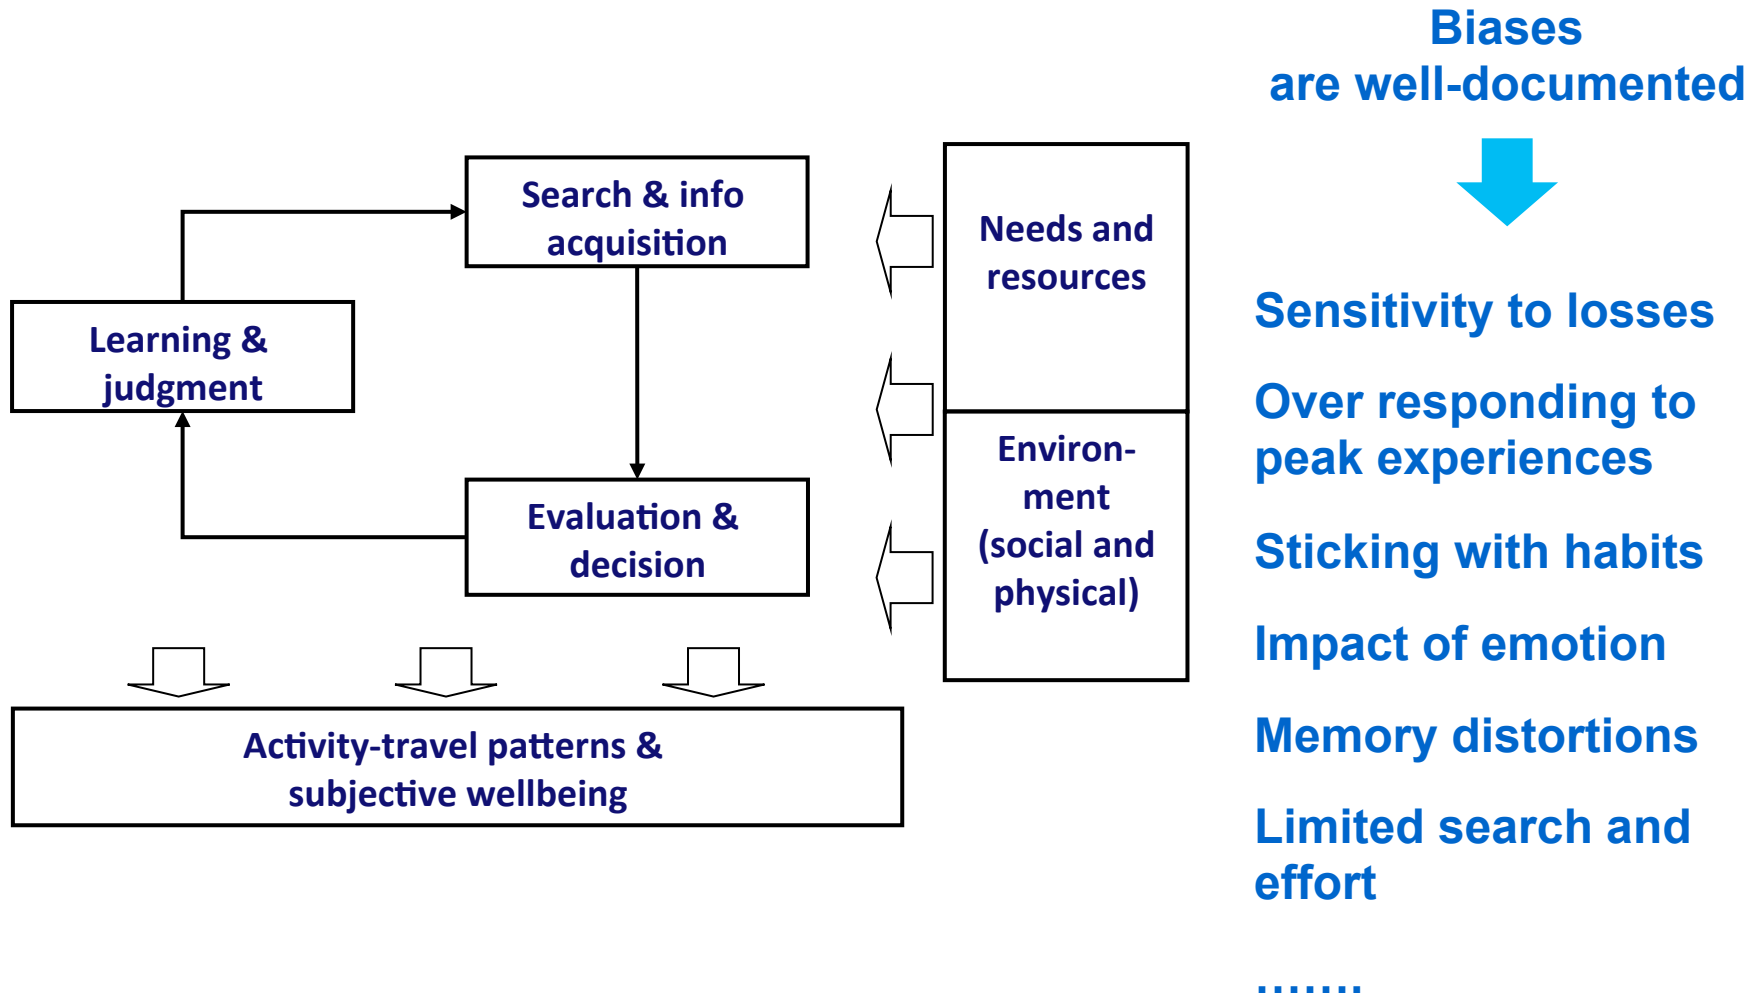 Biases
are well-documented
Search & info
acquisition
Needs and
resources
Learning &
judgment
Environ-
ment
(social and
physical)
Evaluation &
decision
Activity-travel patterns &
subjective wellbeing
Sensitivity to losses
Over responding to
peak experiences
Sticking with habits
Impact of emotion
Memory distortions
Limited search and
effort
.......